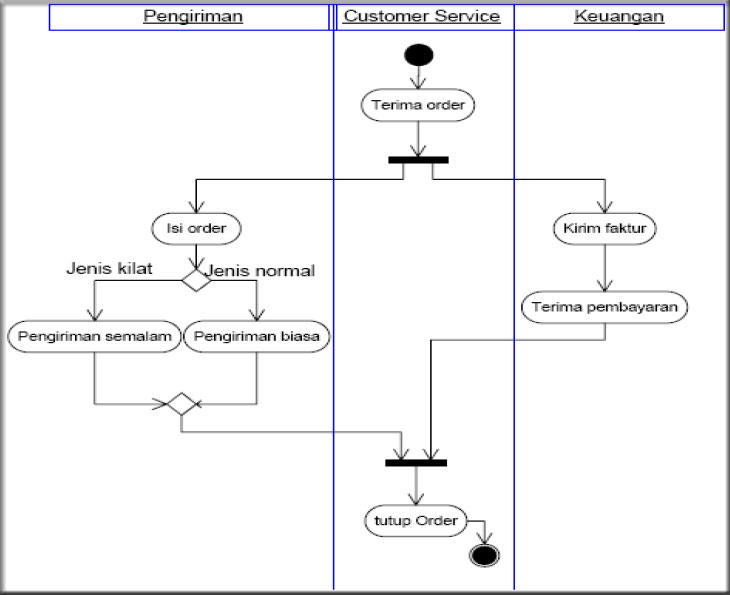 Pengiriman
Customer Service
Keuangan
Terima order
Isi order
Kirim faktur
Jenis kilat
Jenis normal
Terima pembayaran
Pengiriman semalam
Pengiriman biasa
tutup Order